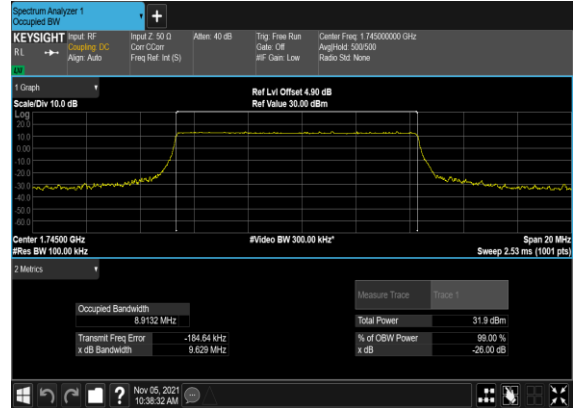 Spectrum Analyzer 1
Occupied BW
KEYSIGHT
Input: RF
Input Z: 50 Ω
Atten: 40 dB
Trig: Free Run
Center Freq: 1.745000000 GHz
RL
Coupling: DC
Corr CCorr
Gate: Off
Avg|Hold: 500/500
Align: Auto
Freq Ref: Int (S)
#IF Gain: Low
Radio Std: None
LM
1 Graph
Ref Lvl Offset 4.90 dB
Scale/Div 10.0 dB
Ref Value 30.00 dBm
Log
20.0
10.0
0.00
-10.0
-20.0
-30.0
-40.0
-50.0
-60.0
Center 1.74500 GHz
#Video BW 300.00 kHz*
Span 20 MHz
#Res BW 100.00 kHz
Sweep 2.53 ms (1001 pts)
2 Metrics
Measure Trace
Trace 1
Occupied Bandwidth
8.9132 MHz
Total Power
31.9 dBm
Transmit Freq Error
-184.64 kHz
% of OBW Power
99.00 %
x dB Bandwidth
9.629 MHz
x dB
-26.00 dB
?
Nov 05, 2021
10:38:32 AM